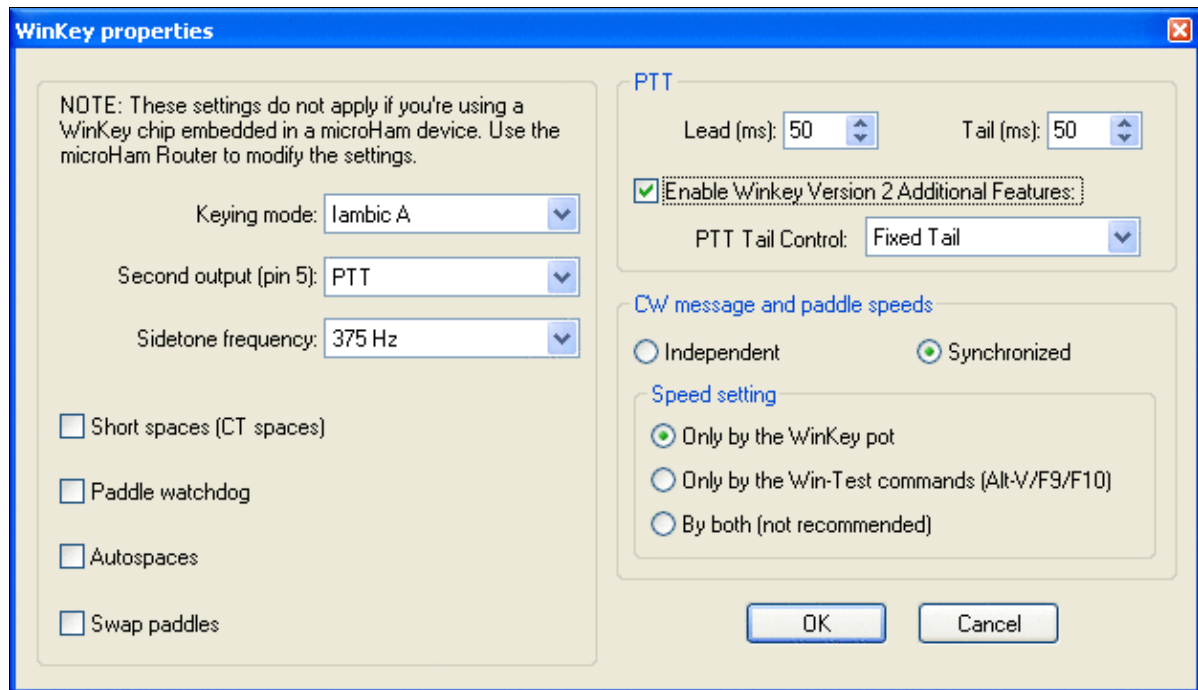 WinKey properties
NOTE: These settings do not apply if you're using a
WinKey chip embedded in a microHam device. Use the
microHam Router to modify the settings.
Keying mode: Iambic A
Second output (pin 5): PTT
Sidetone frequency: 375 Hz
Short spaces (CT spaces)
Paddle watchdog
Autospaces
Swap paddles
PTT
Lead (ms): 50 Tail (ms): 50
Enable Winkey Version 2 Additional Features:
PTT Tail Control: Fixed Tail
CW message and paddle speeds
Independent Synchronized
Speed setting
Only by the WinKey pot
Only by the Win-Test commands (Alt-V/F9/F10)
By both (not recommended)
OK Cancel